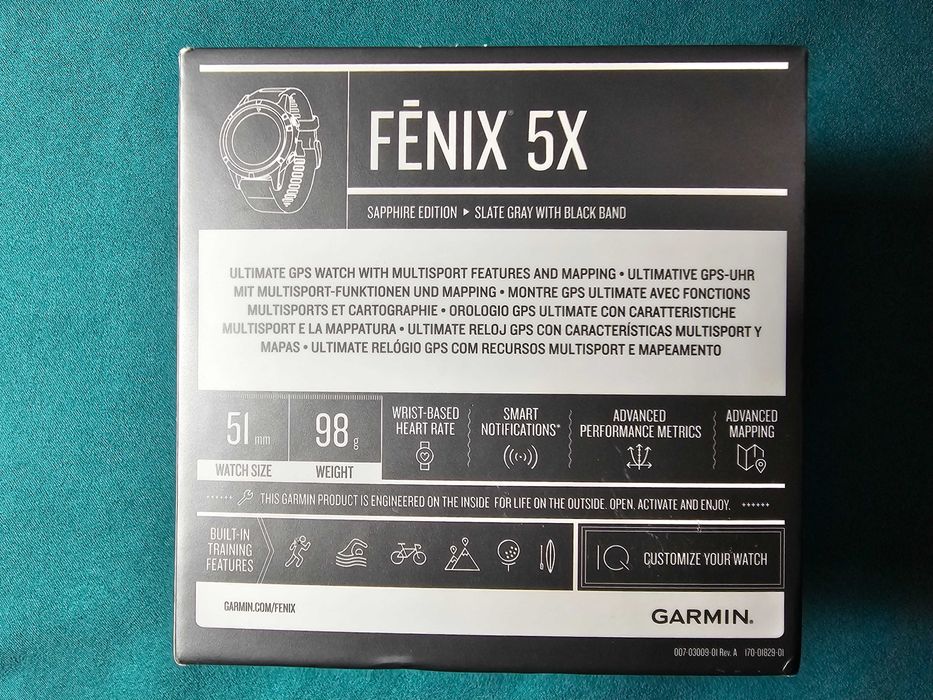 FĒNIX® 5X
SAPPHIRE EDITION ▸ SLATE GRAY WITH BLACK BAND
ULTIMATE GPS WATCH WITH MULTISPORT FEATURES AND MAPPING • ULTIMATIVE GPS-UHR
MIT MULTISPORT-FUNKTIONEN UND MAPPING • MONTRE GPS ULTIMATE AVEC FONCTIONS
MULTISPORTS ET CARTOGRAPHIE • OROLOGIO GPS ULTIMATE CON CARATTERISTICHE
MULTISPORT E LA MAPPATURA • ULTIMATE RELOJ GPS CON CARACTERÍSTICAS MULTISPORT Y
MAPAS • ULTIMATE RELÓGIO GPS COM RECURSOS MULTISPORT E MAPEAMENTO
51 mm
WATCH SIZE
98 g
WEIGHT
WRIST-BASED
HEART RATE
SMART
NOTIFICATIONS*
ADVANCED
PERFORMANCE METRICS
ADVANCED
MAPPING
THIS GARMIN PRODUCT IS ENGINEERED ON THE INSIDE FOR LIFE ON THE OUTSIDE. OPEN, ACTIVATE AND ENJOY.
BUILT-IN
TRAINING
FEATURES
IQ CUSTOMIZE YOUR WATCH
GARMIN.COM/FENIX
GARMIN®
007-03009-01 Rev. A 170-01829-01